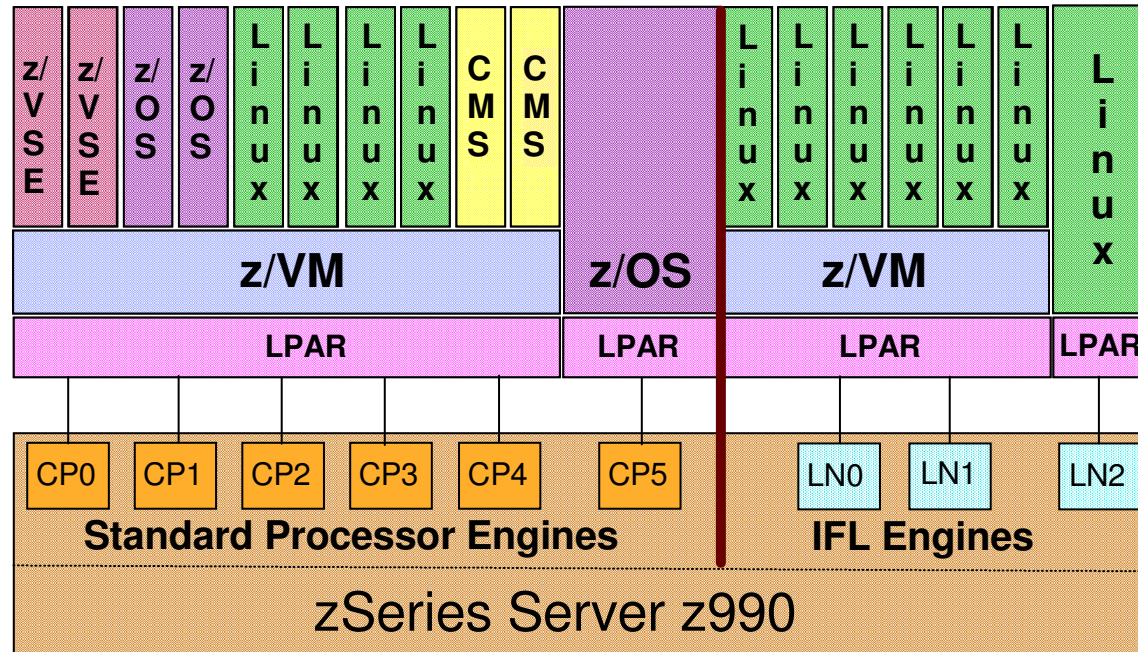 z/VSE
z/VSE
z/OS
z/OS
Linux
Linux
Linux
Linux
CMS
CMS
Linux
Linux
Linux
Linux
Linux
Linux
Linux
z/VM
z/OS
z/VM
LPAR
LPAR
LPAR
LPAR
CP0
CP1
CP2
CP3
CP4
CP5
LN0
LN1
LN2
Standard Processor Engines
IFL Engines
zSeries Server z990